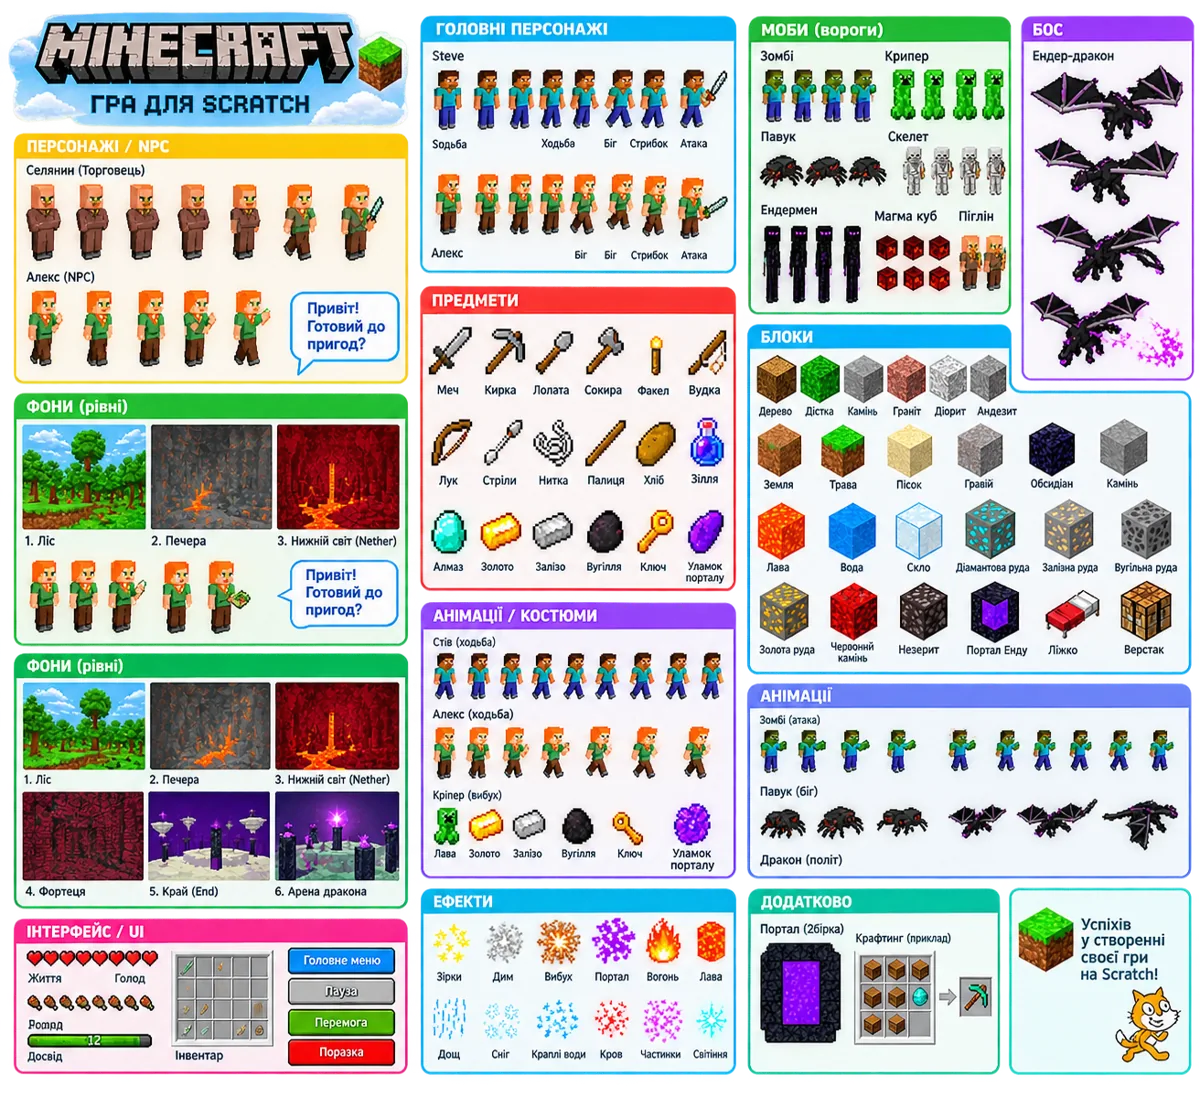 MINECRAFT
ГРА ДЛЯ SCRATCH
ПЕРСОНАЖІ / NPC
Селянин (Торговець)
Алекс (NPC)
Привіт!
Готовий до
пригод?
ФОНИ (рівні)
1. Ліс
2. Печера
3. Нижній світ (Nether)
Привіт!
Готовий до
пригод?
ФОНИ (рівні)
1. Ліс
2. Печера
3. Нижній світ (Nether)
4. Фортеця
5. Край (End)
6. Арена дракона
ІНТЕРФЕЙС / UI
Життя
Голод
12
Досвід
Інвентар
Головне меню
Пауза
Перемога
Поразка
ГОЛОВНІ ПЕРСОНАЖІ
Steve
Ходьба
Біг
Стрибок
Атака
Алекс
Біг
Біг
Стрибок
Атака
ПРЕДМЕТИ
Меч
Кирка
Лопата
Сокира
Факел
Вудка
Лук
Стріли
Нитка
Палиця
Хліб
Зілля
Алмаз
Золото
Залізо
Вугілля
Ключ
Уламок
порталу
АНІМАЦІЇ / КОСТЮМИ
Стів (ходьба)
Алекс (ходьба)
Кріпер (вибух)
Лава
Золото
Залізо
Вугілля
Ключ
Уламок
порталу
ЕФЕКТИ
Зірки
Дим
Вибух
Портал
Вогонь
Лава
Дощ
Сніг
Краплі води
Кров
Частинки
Світіння
МОБИ (вороги)
Зомбі
Крипер
Павук
Скелет
Ендермен
Магма куб
Піглін
БОС
Ендер-дракон
БЛОКИ
Дерево
Дістка
Камінь
Граніт
Діорит
Андезит
Земля
Трава
Пісок
Гравій
Обсидіан
Камінь
Лава
Вода
Скло
Діамантова руда
Залізна руда
Вугільна руда
Золота руда
камінь
Незерит
Портал Енду
Ліжко
Верстак
АНІМАЦІЇ
Зомбі (атака)
Павук (біг)
Дракон (політ)
ДОДАТКОВО
Портал (2бірка)
Крафтинг (приклад)
Успіхів
у створенні
своєї гри
на Scratch!